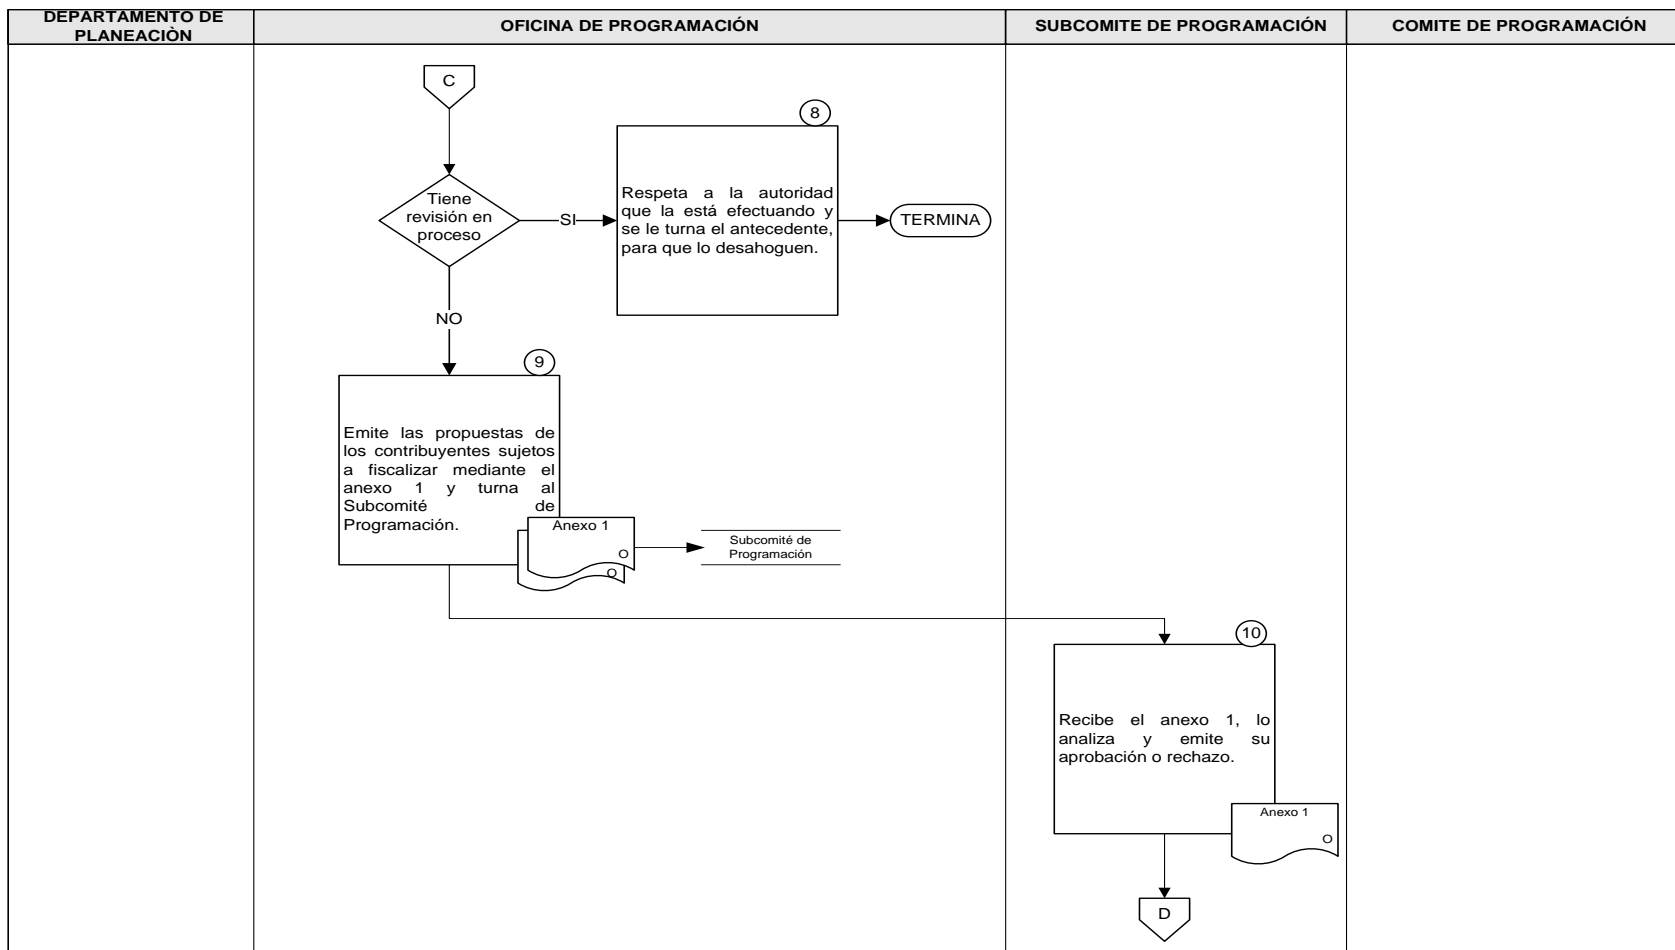 DEPARTAMENTO DE
PLANEACIÒN
OFICINA DE PROGRAMACIÓN
SUBCOMITE DE PROGRAMACIÓN
COMITE DE PROGRAMACIÓN
C
8
Tiene
revisión en
proceso
SI
Respeta a la autoridad
que la está efectuando y
se le turna el antecedente,
para que lo desahoguen.
TERMINA
NO
9
Emite las propuestas de
los contribuyentes sujetos
a fiscalizar mediante el
anexo 1 y turna al
Subcomité de
Programación.
Anexo 1
O
O
Subcomité de
Programación
10
Recibe el anexo 1, lo
analiza y emite su
aprobación o rechazo.
Anexo 1
O
D